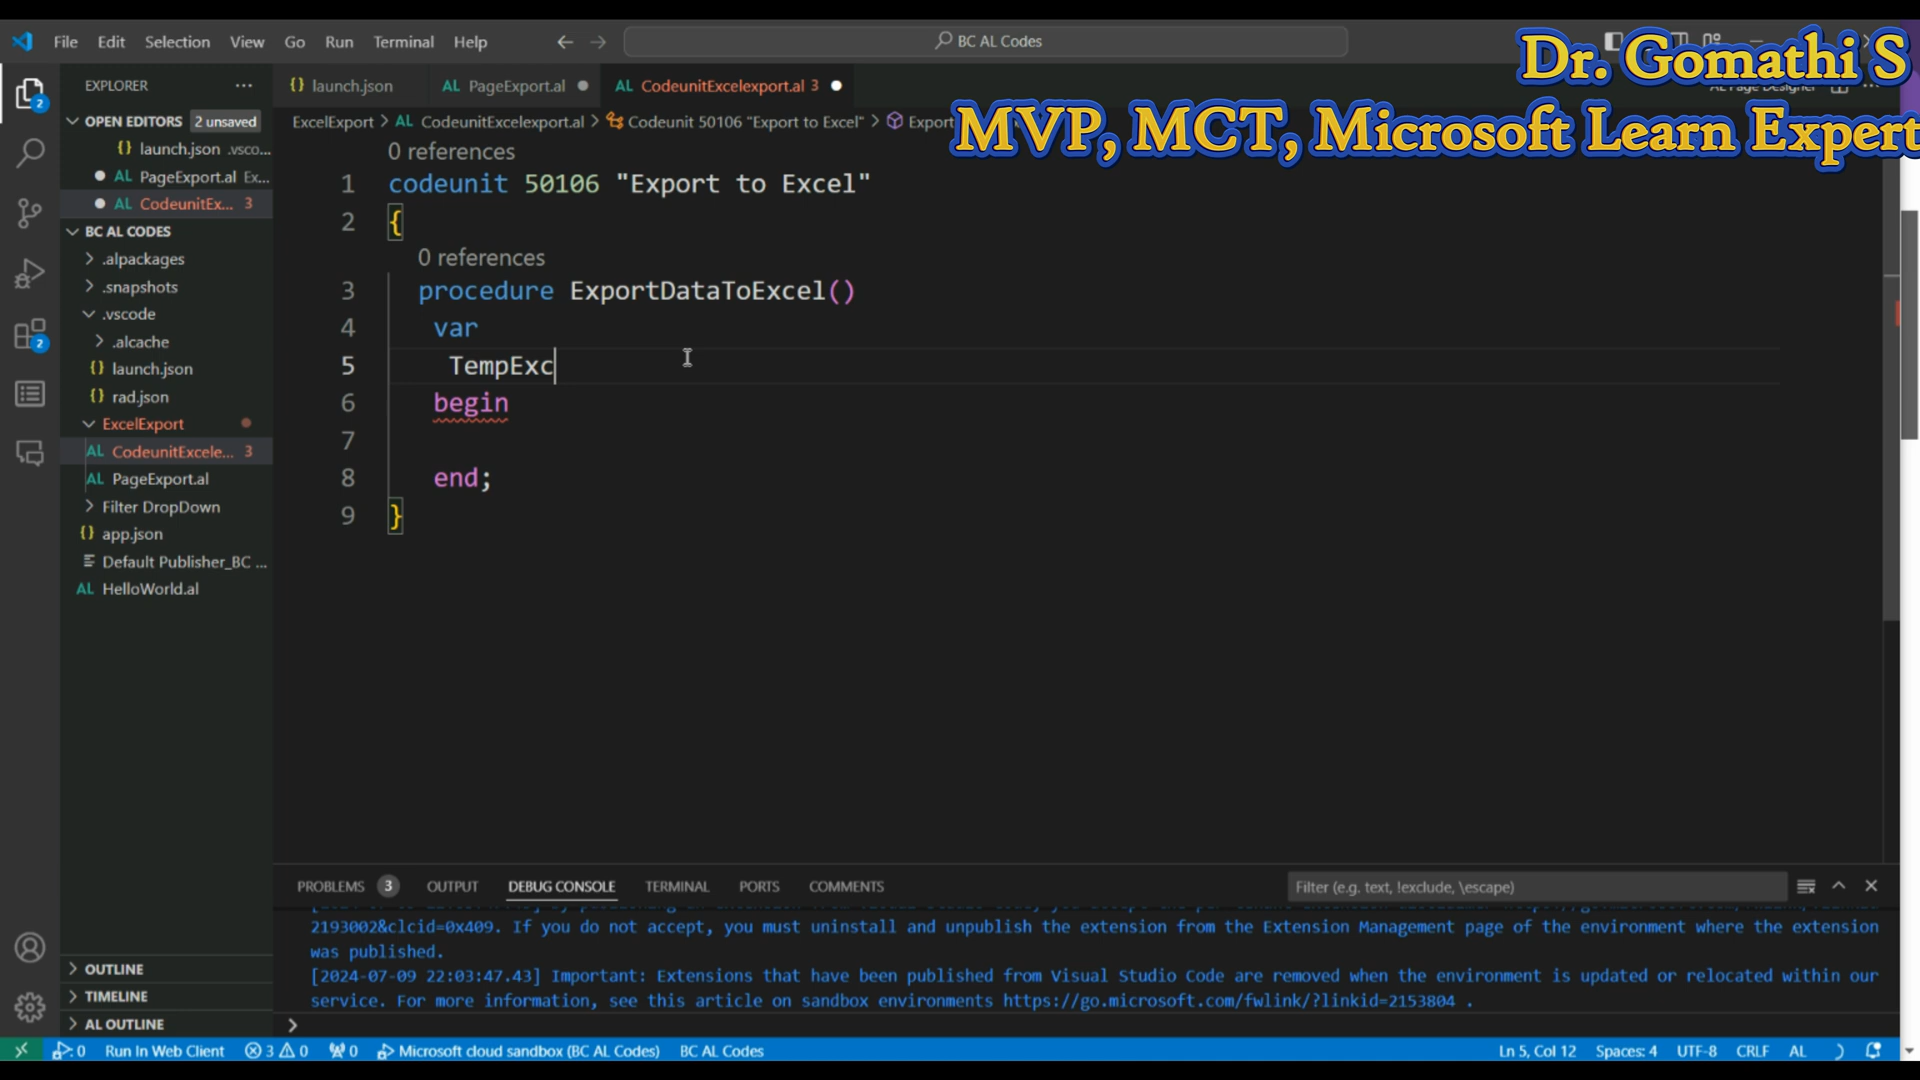 File Edit Selection View Go Run Terminal Help
BC AL Codes
Dr. Gomathi S
MVP, MCT, Microsoft Learn Expert
EXPLORER
launch.json
AL PageExport.al
AL CodeunitExcelexport.al 3
OPEN EDITORS 2 unsaved
ExcelExport > AL CodeunitExcelexport.al > Codeunit 50106 "Export to Excel" > Export
{} launch.json .vsco...
AL PageExport.al Ex...
AL CodeunitEx... 3
BC AL CODES
.alpackages
.snapshots
.vscode
.alcache
{} launch.json
{} rad.json
ExcelExport
AL CodeunitExcele... 3
AL PageExport.al
Filter DropDown
{} app.json
Default Publisher_BC ...
AL HelloWorld.al
OUTLINE
TIMELINE
AL OUTLINE
0 references
1 codeunit 50106 "Export to Excel"
2 {
0 references
3 procedure ExportDataToExcel()
4 var
5 TempExc
6 begin
7
8 end;
9 }
PROBLEMS 3 OUTPUT DEBUG CONSOLE TERMINAL PORTS COMMENTS
Filter (e.g. text, !exclude, \escape)
2193002&clcid=0x409. If you do not accept, you must uninstall and unpublish the extension from the Extension Management page of the environment where the extension
was published.
[2024-07-09 22:03:47.43] Important: Extensions that have been published from Visual Studio Code are removed when the environment is updated or relocated within our
service. For more information, see this article on sandbox environments https://go.microsoft.com/fwlink/?linkid=2153804 .
>
0 Run In Web Client 3 0 0 Microsoft cloud sandbox (BC AL Codes) BC AL Codes
Ln 5, Col 12 Spaces: 4 UTF-8 CRLF AL